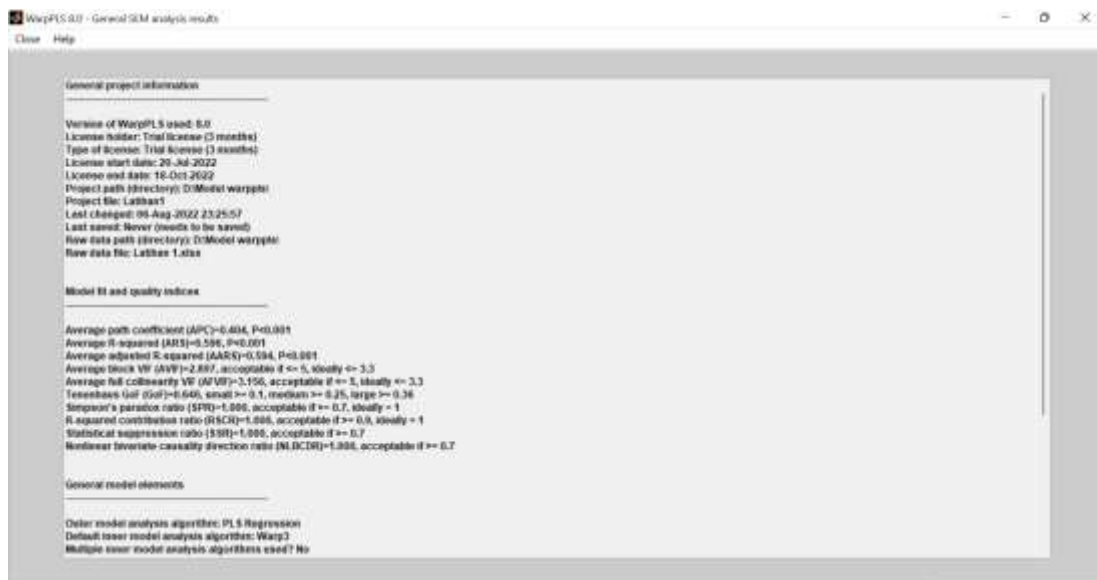 WarpPLS 8.0 - General SEM analysis results
Close Help
General project information
Version of WarpPLS used: 8.0
License holder: Trial license (3 months)
Type of license: Trial license (3 months)
License start date: 20-Jul-2022
License end date: 18-Oct-2022
Project path (directory): D:\Model warppls\
Project file: Latihan1
Last changed: 06-Aug-2022 23:25:57
Last saved: Never (needs to be saved)
Raw data path (directory): D:\Model warppls\
Raw data file: Latihan 1.xlsx
Model fit and quality indices
Average path coefficient (APC)=0.404, P<0.001
Average R-squared (ARS)=0.596, P<0.001
Average adjusted R-squared (AARS)=0.594, P<0.001
Average block VIF (AVIF)= acceptable if <= 5, ideally <= 3.3
Average full collinearity VIF (AFVIF)=3.156, acceptable if <= 5, ideally <= 3.3
Tenenhaus GoF (GoF)=0.646, small >= 0.1, medium >= 0.25, large >= 0.36
Simpson's paradox ratio (SPR)=1.000, acceptable if >= 0.7, ideally = 1
R-squared contribution ratio (RSCR)=1.000, acceptable if >= 0.9, ideally = 1
Statistical suppression ratio (SSR)=1.000, acceptable if >= 0.7
Nonlinear bivariate causality direction ratio (NLBCDR)=1.000, acceptable if >= 0.7
General model elements
Outer model analysis algorithm: PLS Regression
Default inner model analysis algorithm: Warp3
Multiple inner model analysis algorithms used? No